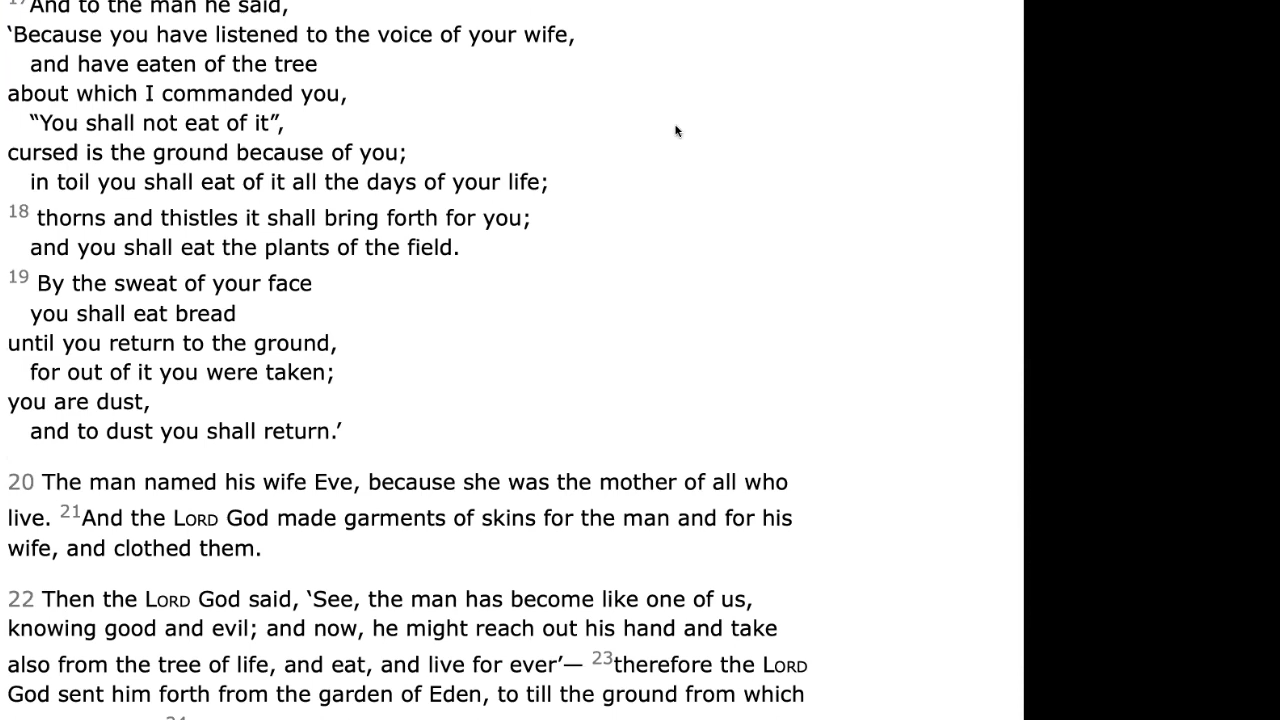 17And to the man he said,
‘Because you have listened to the voice of your wife,
and have eaten of the tree
about which I commanded you,
“You shall not eat of it”,
cursed is the ground because of you;
in toil you shall eat of it all the days of your life;
18 thorns and thistles it shall bring forth for you;
and you shall eat the plants of the field.
19 By the sweat of your face
you shall eat bread
until you return to the ground,
for out of it you were taken;
you are dust,
and to dust you shall return.’
20 The man named his wife Eve, because she was the mother of all who
live. 21And the LORD God made garments of skins for the man and for his
wife, and clothed them.
22 Then the LORD God said, ‘See, the man has become like one of us,
knowing good and evil; and now, he might reach out his hand and take
also from the tree of life, and eat, and live for ever’— 23therefore the LORD
God sent him forth from the garden of Eden, to till the ground from which